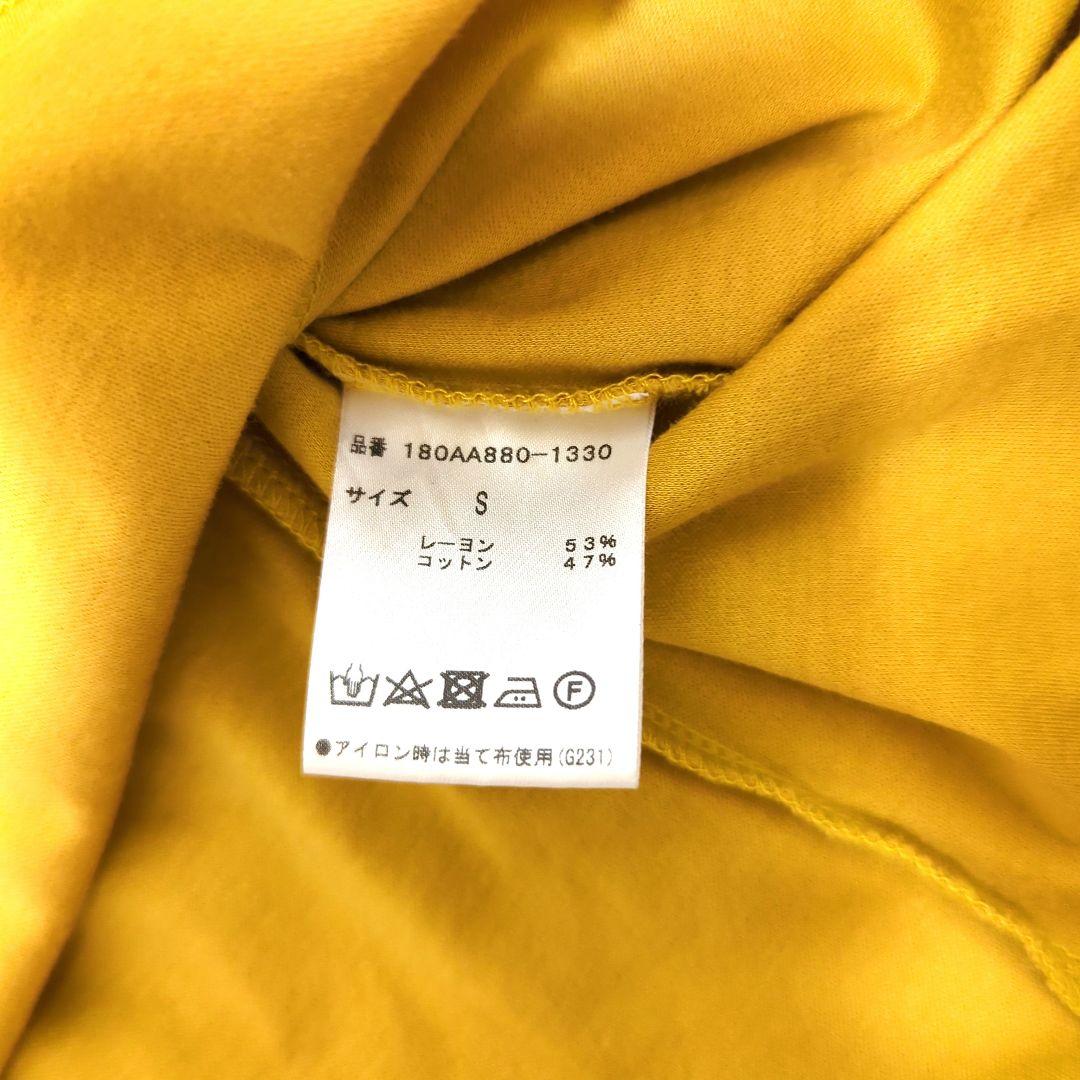 品番 180AA880-1330
サイズ S
レーヨン 53%
コットン 47%
F
●アイロン時は当て布使用(G231)